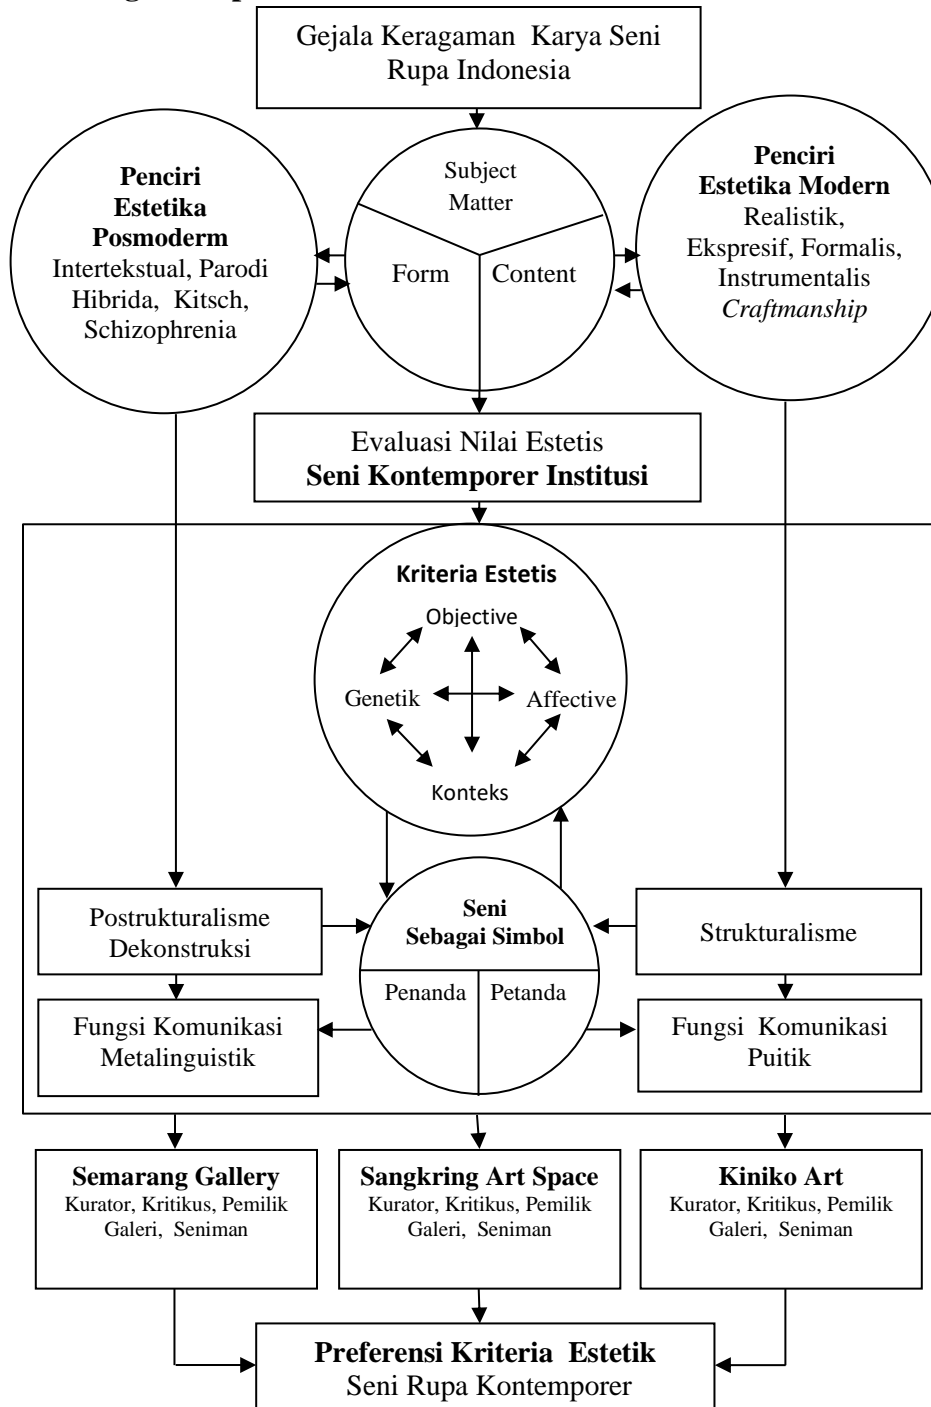 Gejala Keragaman Karya Seni
Rupa Indonesia
Penciri
Estetika
Posmoderm
Intertekstual, Parodi
Hibrida, Kitsch,
Schizophrenia
Subject
Matter
Form
Content
Penciri
Estetika Modern
Realistik,
Ekspresif, Formalis,
Instrumentalis
Craftmanship
Evaluasi Nilai Estetis
Seni Kontemporer Institusi
Kriteria Estetis
Objective
Genetik
Affective
Konteks
Postrukturalisme
Dekonstruksi
Seni
Sebagai Simbol
Penanda
Petanda
Strukturalisme
Fungsi Komunikasi
Metalinguistik
Fungsi Komunikasi
Puitik
Semarang Gallery
Kurator, Kritikus, Pemilik
Galeri, Seniman
Sangkring Art Space
Kurator, Kritikus, Pemilik
Galeri, Seniman
Kiniko Art
Kurator, Kritikus, Pemilik
Galeri, Seniman
Preferensi Kriteria Estetik
Seni Rupa Kontemporer